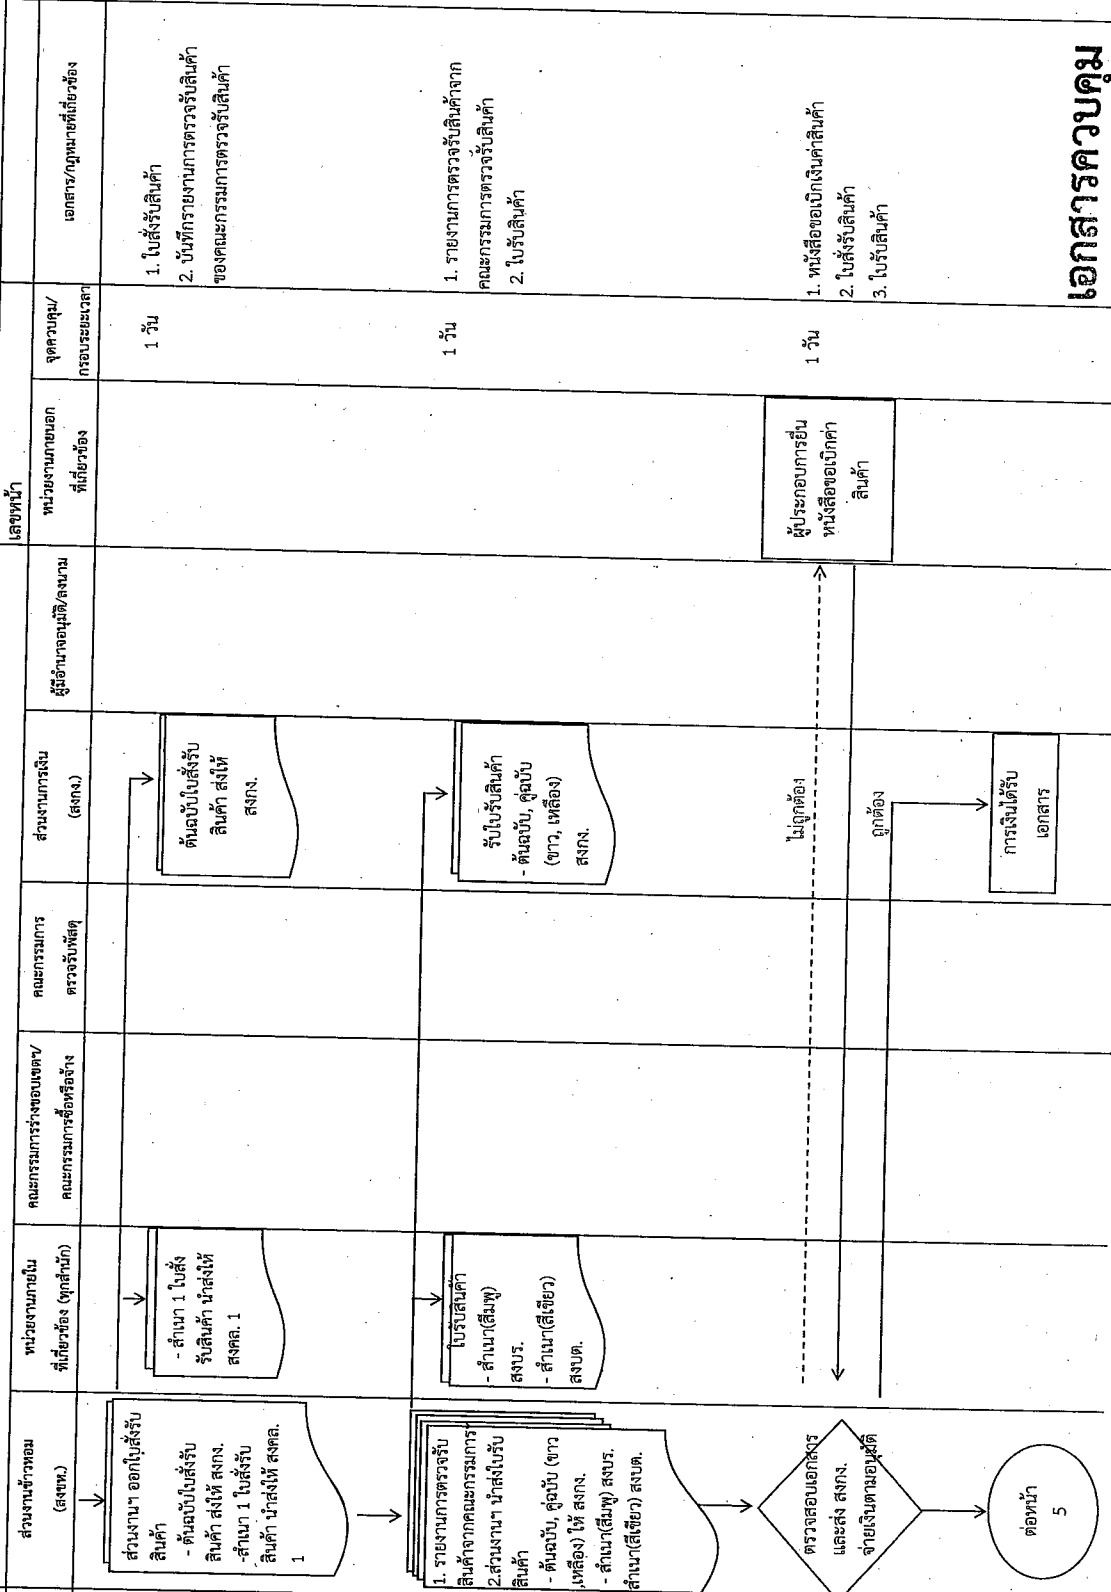 เลขหน้า
ส่วนงานข้าวหอม
(สงขห.)
หน่วยงานภายใน
ที่เกี่ยวข้อง (ทุกสำนัก)
คณะกรรมการร่างขอบเขตฯ/
คณะกรรมการซื้อหรือจ้าง
คณะกรรมการ
ตรวจรับพัสดุ
ส่วนงานการเงิน
(สงกง.)
ผู้มีอำนาจอนุมัติ/ลงนาม
หน่วยงานภายนอก
ที่เกี่ยวข้อง
จุดควบคุม/
กรอบระยะเวลา
เอกสาร/กฎหมายที่เกี่ยวข้อง
ส่วนงานฯ ออกใบสั่งรับ
สินค้า
- ต้นฉบับใบสั่งรับ
สินค้า ส่งให้ สงกง.
-สำเนา 1 ใบสั่งรับ
สินค้า นำส่งให้ สงคล.
1
- สำเนา 1 ใบสั่ง
รับสินค้า นำส่งให้
สงคล. 1
ต้นฉบับใบสั่งรับ
สินค้า ส่งให้
สงกง.
1 วัน
1. ใบสั่งรับสินค้า
2. บันทึกรายงานการตรวจรับสินค้า
ของคณะกรรมการตรวจรับสินค้า
1. รายงานการตรวจรับ
สินค้าจากคณะกรรมการ
2.ส่วนงานฯ นำส่งใบรับ
สินค้า
- ต้นฉบับ, คู่ฉบับ (ขาว
,เหลือง) ให้ สงกง.
- สำเนา(สีมพู) สงบร.
สำเนา(สีเขียว) สงบต.
ใบรับสินค้า
- สำเนา(สีมพู)
สงบร.
- สำเนา(สีเขียว)
สงบต.
รับใบรับสินค้า
- ต้นฉบับ, คู่ฉบับ
(ขาว, เหลือง)
สงกง.
1 วัน
1. รายงานการตรวจรับสินค้าจาก
คณะกรรมการตรวจรับสินค้า
2. ใบรับสินค้า
ตรวจสอบเอกสาร
และส่ง สงกง.
จ่ายเงินตามอนุมัติ
ไม่ถูกต้อง
ถูกต้อง
ผู้ประกอบการยื่น
หนังสือขอเบิกค่า
สินค้า
1 วัน
1. หนังสือขอเบิกเงินค่าสินค้า
2. ใบสั่งรับสินค้า
3. ใบรับสินค้า
การเงินได้รับ
เอกสาร
ต่อหน้า
5
เอกสารควบคุม